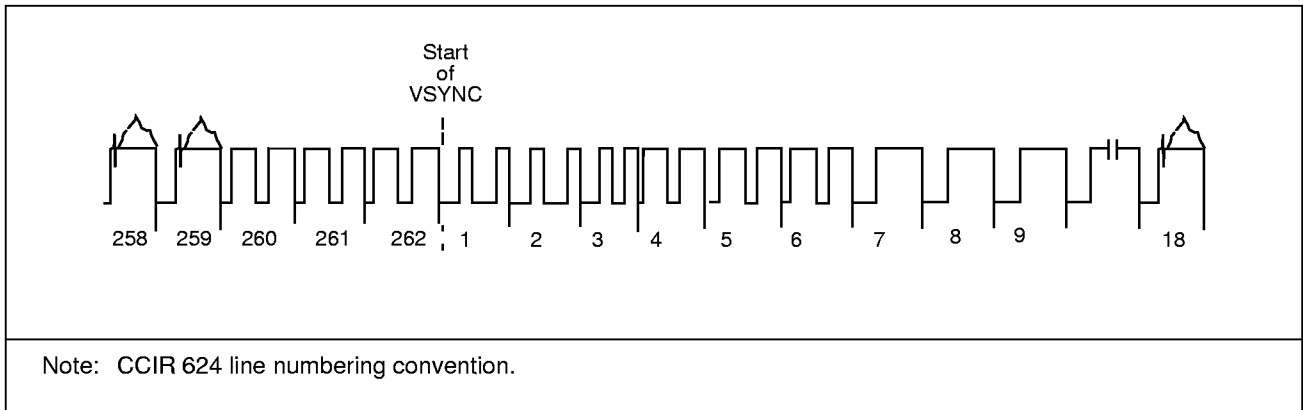 Start
of
VSYNC
258 259 260 261 262 1 2 3 4 5 6 7 8 9 18
Note: CCIR 624 line numbering convention.